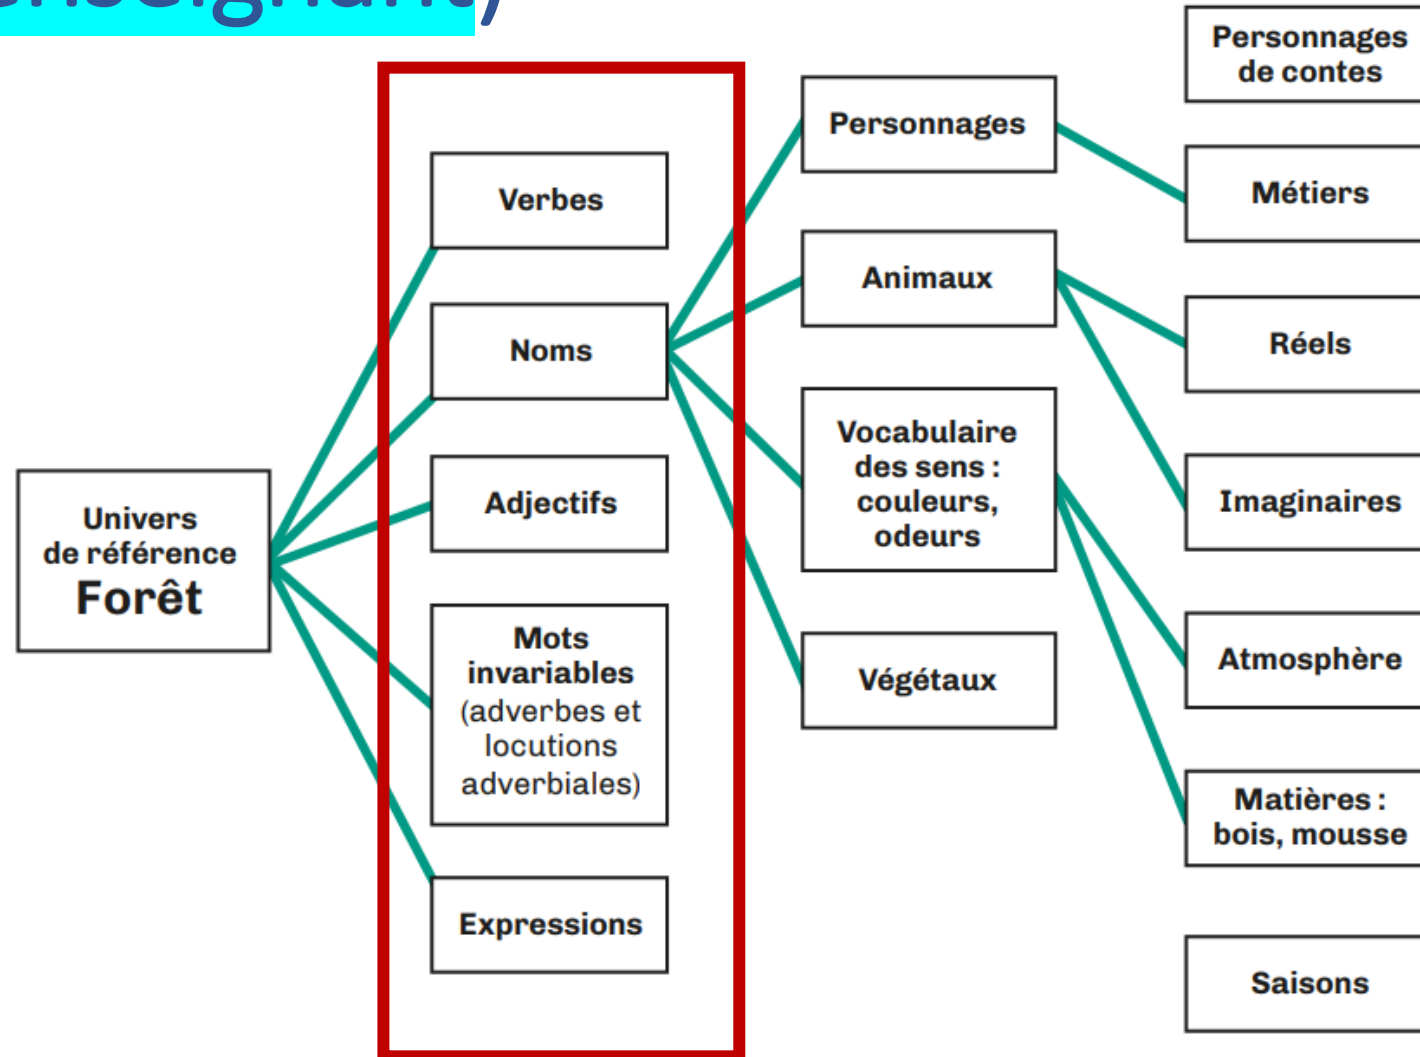 enseignant)
Univers
de référence
Forêt
Verbes
Noms
Adjectifs
Mots
invariables
(adverbes et
locutions
adverbiales)
Expressions
Personnages
Animaux
Vocabulaire
des sens :
couleurs,
odeurs
Végétaux
Personnages
de contes
Métiers
Réels
Imaginaires
Atmosphère
Matières :
bois, mousse
Saisons